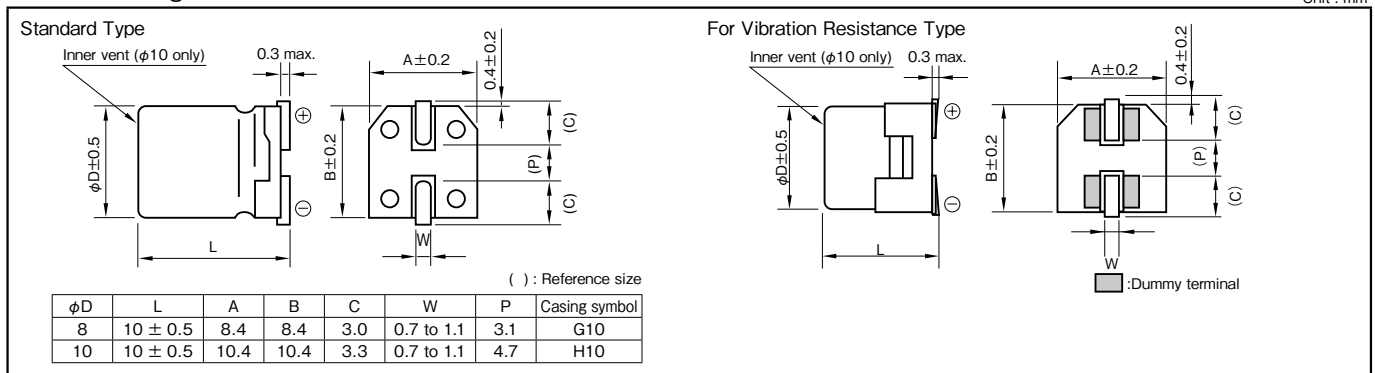 Unit : mm
Standard Type
Inner vent (φ10 only)
0.3 max.
A±0.2
0.4±0.2
φD±0.5
B±0.2
(C)
(P)
(C)
L
W
( ) : Reference size
φD L A B C W P Casing symbol
8 10 ± 0.5 8.4 8.4 3.0 0.7 to 1.1 3.1 G10
10 10 ± 0.5 10.4 10.4 3.3 0.7 to 1.1 4.7 H10
For Vibration Resistance Type
Inner vent (φ10 only)
0.3 max.
A±0.2
0.4±0.2
φD±0.5
B±0.2
(C)
(P)
(C)
L
W
:Dummy terminal